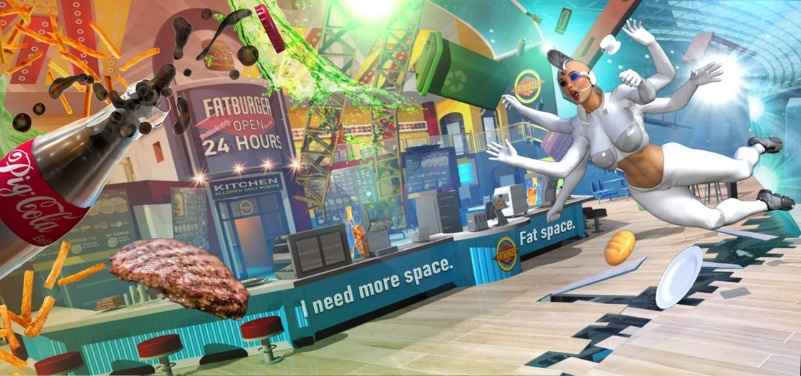 FATBURGER
OPEN
24 HOURS
KITCHEN
Pig Cola
I need more space.
Fat space.